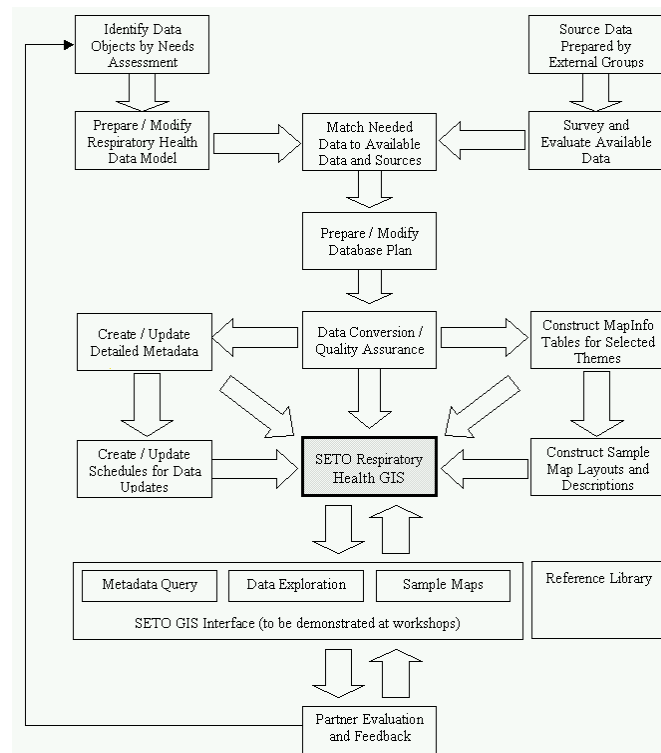 Identify Data
Objects by Needs
Assessment
Source Data
Prepared by
External Groups
Prepare / Modify
Respiratory Health
Data Model
Match Needed
Data to Available
Data and Sources
Survey and
Evaluate Available
Data
Prepare / Modify
Database Plan
Create / Update
Detailed Metadata
Data Conversion /
Quality Assurance
Construct MapInfo
Tables for Selected
Themes
Create / Update
Schedules for Data
Updates
SETO Respiratory
Health GIS
Construct Sample
Map Layouts and
Descriptions
Metadata Query
Data Exploration
Sample Maps
SETO GIS Interface (to be demonstrated at workshops)
Reference Library
Partner Evaluation
and Feedback